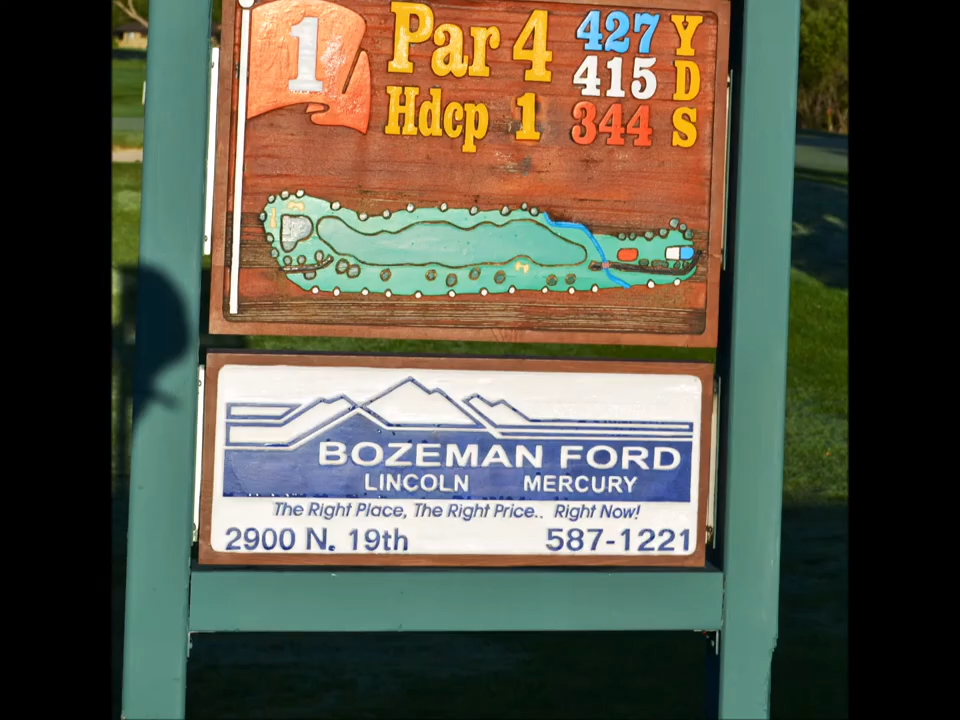 1 Par 4 427 Y
415 D
Hdcp 1 344 S
BOZEMAN FORD
LINCOLN MERCURY
The Right Place, The Right Price.. Right Now!
2900 N. 19th 587-1221